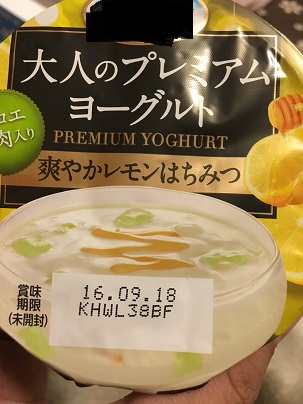 大人のプレミアム
ヨーグルト
PREMIUM YOGHURT
爽やかレモンはちみつ
ロエ
肉入り
賞味
期限
(未開封)
16.09.18
KHWL38BF